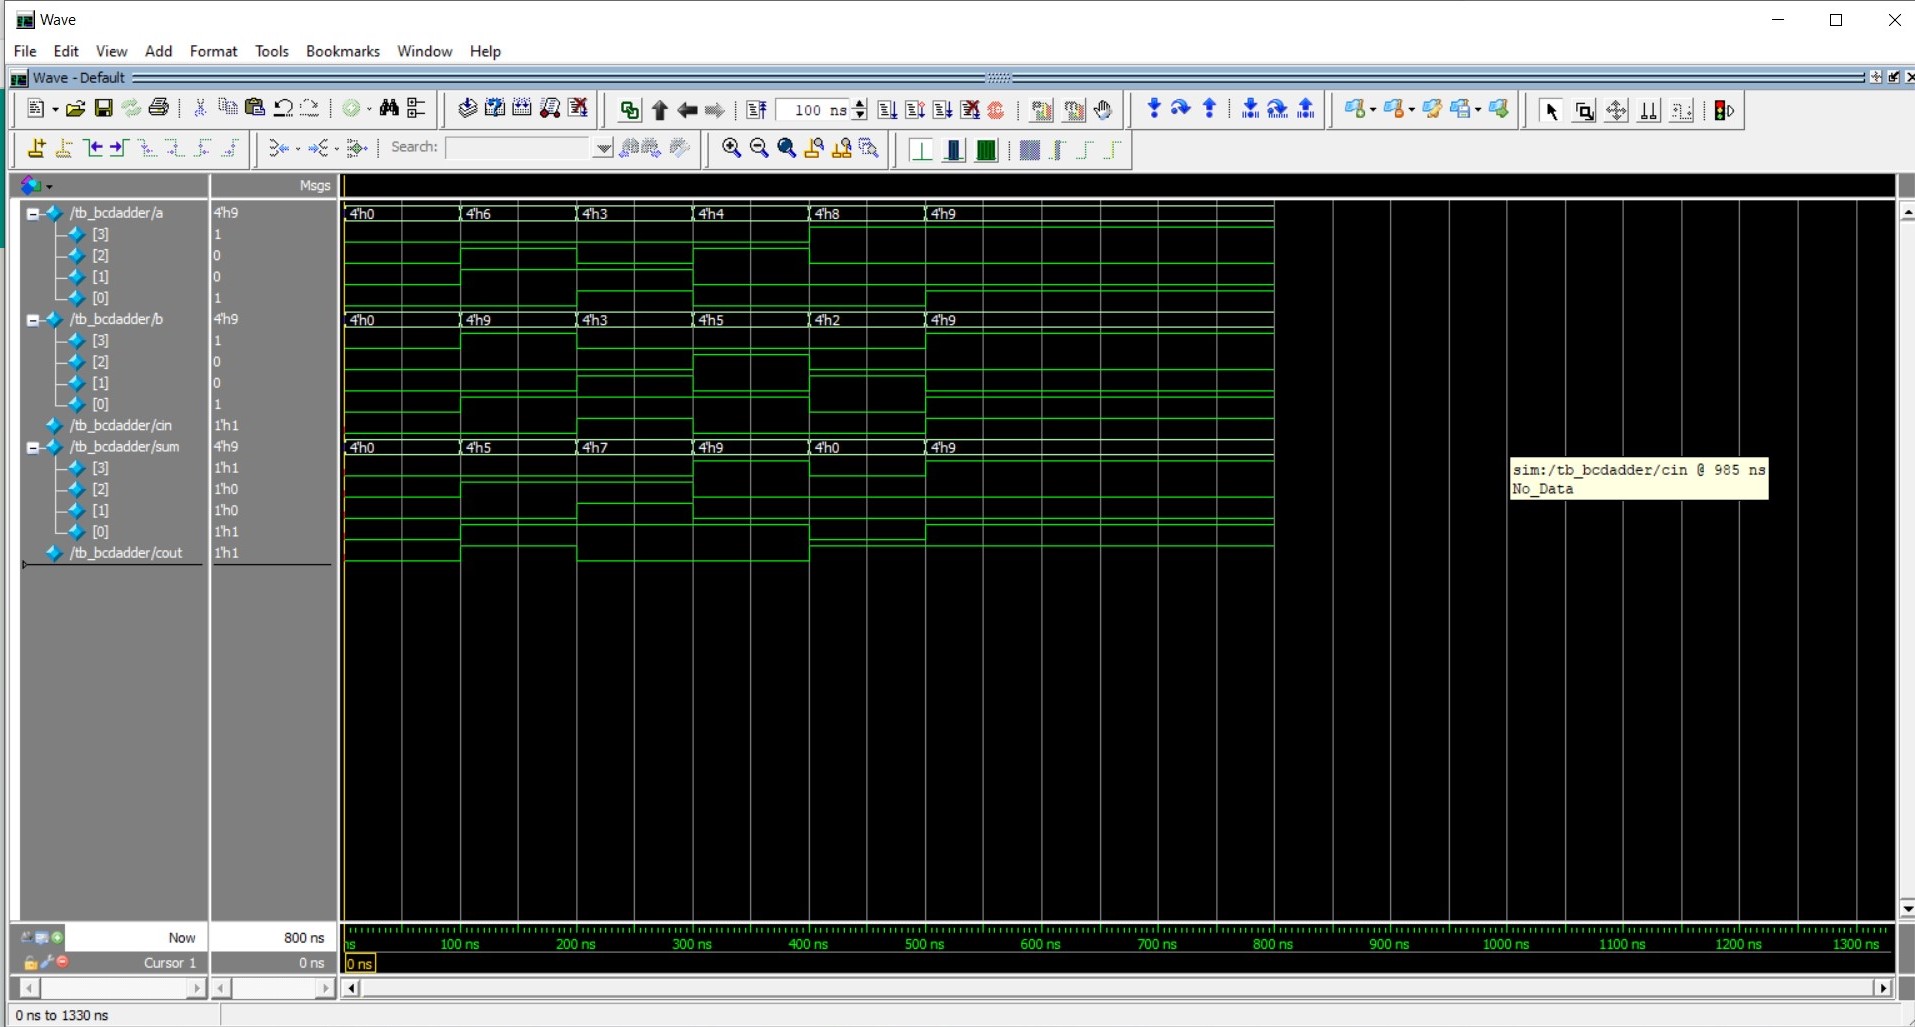 Wave
File Edit View Add Format Tools Bookmarks Window Help
Wave - Default
100 ns
Search:
Msgs
/tb_bcdadder/a 4'h9 4'h0 4'h6 4'h3 4'h4 4'h8 4'h9
[3] 1
[2] 0
[1] 0
[0] 1
/tb_bcdadder/b 4'h9 4'h0 4'h9 4'h3 4'h5 4'h2 4'h9
[3] 1
[2] 0
[1] 0
[0] 1
/tb_bcdadder/cin 1'h1
/tb_bcdadder/sum 4'h9 4'h0 4'h5 4'h7 4'h9 4'h0 4'h9
[3] 1'h1
[2] 1'h0
[1] 1'h0
[0] 1'h1
/tb_bcdadder/cout 1'h1
sim:/tb_bcdadder/cin @ 985 ns
No_Data
Now 800 ns ns 100 ns 200 ns 300 ns 400 ns 500 ns 600 ns 700 ns 800 ns 900 ns 1000 ns 1100 ns 1200 ns 1300 ns
Cursor 1 0 ns 0 ns
0 ns to 1330 ns